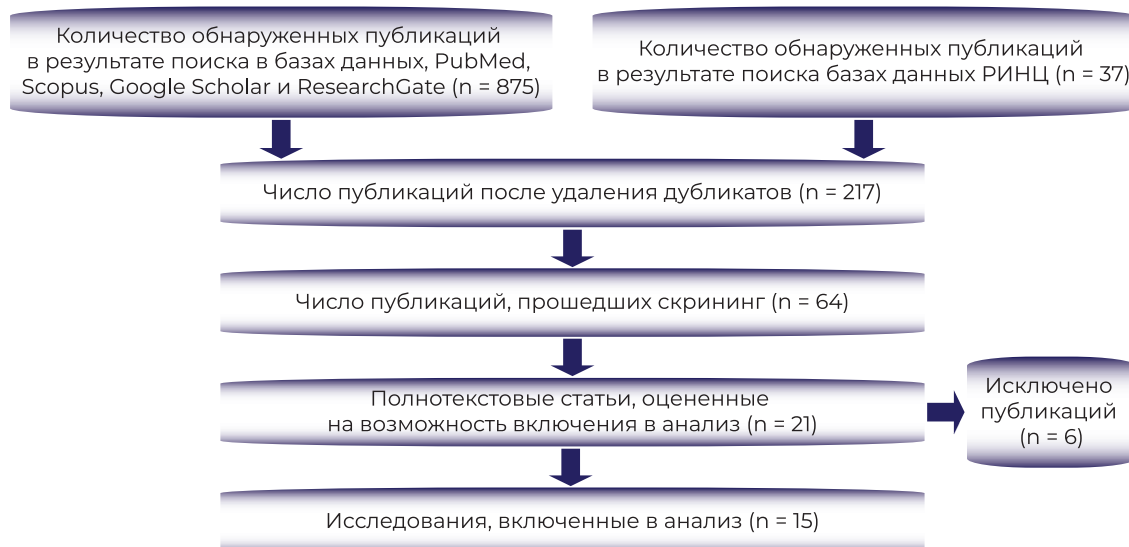 Количество обнаруженных публикаций
в результате поиска в базах данных, PubMed,
Scopus, Google Scholar и ResearchGate (n = 875)
Количество обнаруженных публикаций
в результате поиска базах данных РИНЦ (n = 37)
Число публикаций после удаления дубликатов (n = 217)
Число публикаций, прошедших скрининг (n = 64)
Полнотекстовые статьи, оцененные
на возможность включения в анализ (n = 21)
Исключено
публикаций
(n = 6)
Исследования, включенные в анализ (n = 15)